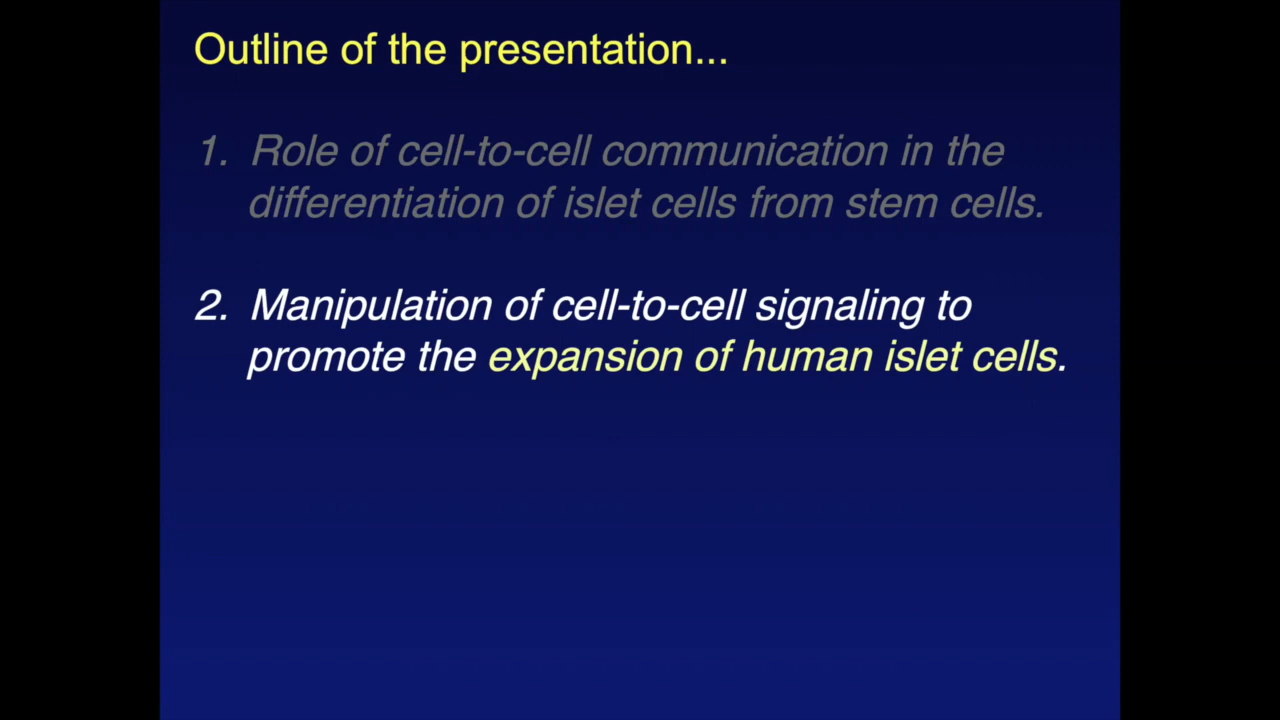 Outline of the presentation...
1. Role of cell-to-cell communication in the
differentiation of islet cells from stem cells.
2. Manipulation of cell-to-cell signaling to
promote the expansion of human islet cells.